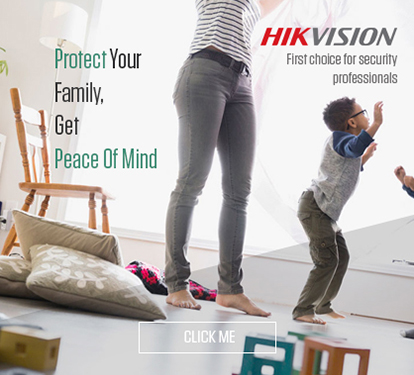 HIKVISION
First choice for security
professionals
Protect Your
Family,
Get
Peace Of Mind
CLICK ME